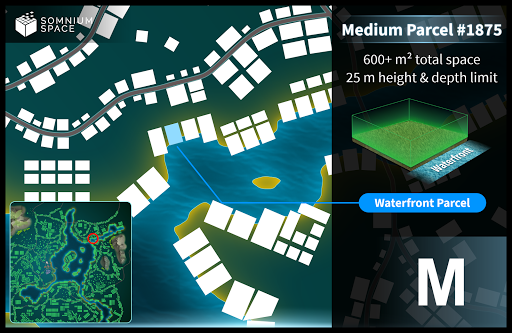 SOMNIUM
SPACE
Medium Parcel #1875
600+ m² total space
25 m height & depth limit
Waterfront
Waterfront Parcel
M